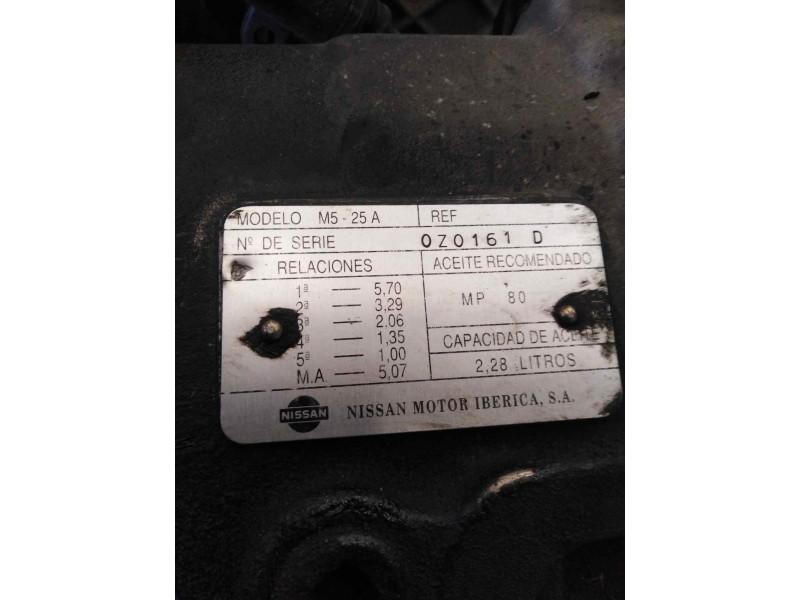 MODELO M5-25 A REF
Nº DE SERIE OZ0161 D
RELACIONES ACEITE RECOMENDADO
1ª — 5,70
2ª — 3,29
3ª — 2.06
4ª — 1,35
5ª — 1,00
M.A — 5,07
MP 80
CAPACIDAD DE ACEITE
2,28 LITROS
NISSAN NISSAN MOTOR IBERICA, S.A.